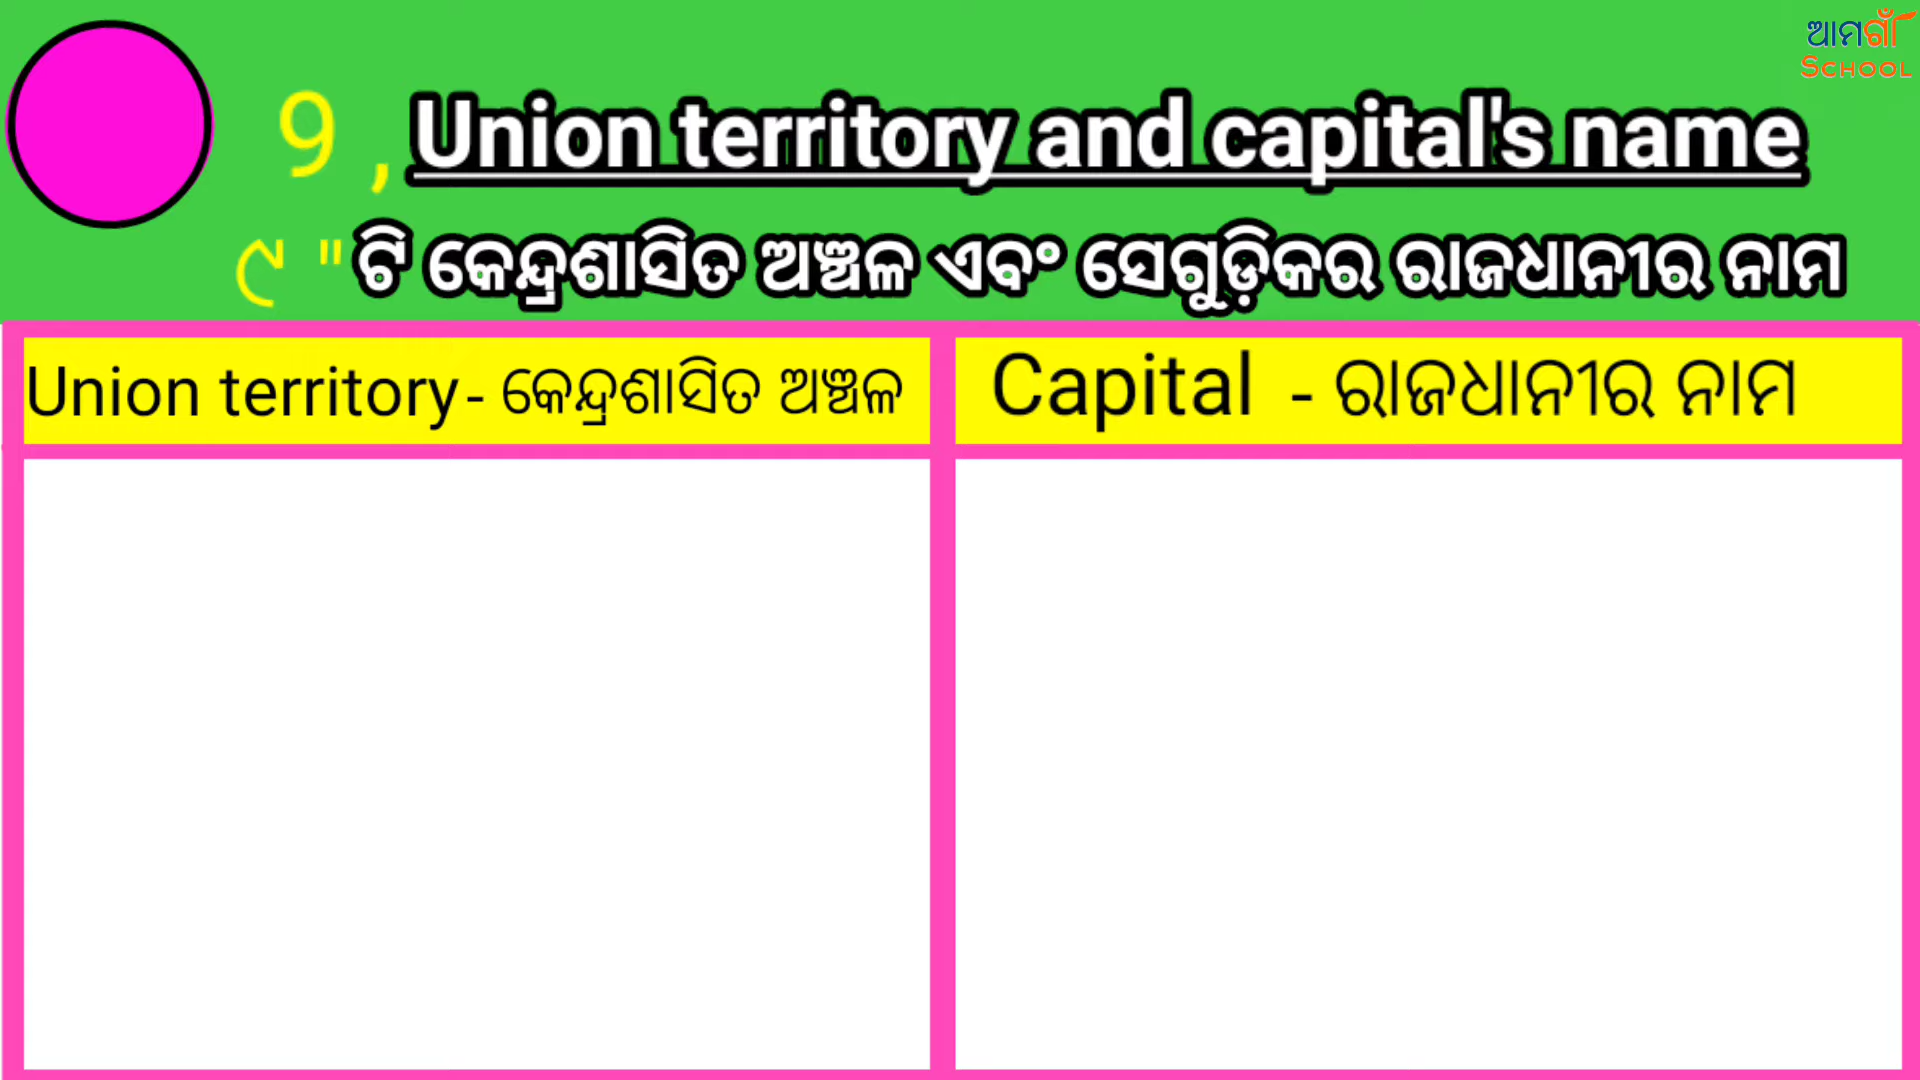 ଆମଗାଁ
SCHOOL
9 , Union territory and capital's name
୯ "ଟି କେନ୍ଦ୍ରଶାସିତ ଅଞ୍ଚଳ ଏବଂ ସେଗୁଡ଼ିକର ରାଜଧାନୀର ନାମ
Union territory- କେନ୍ଦ୍ରଶାସିତ ଅଞ୍ଚଳ
Capital - ରାଜଧାନୀର ନାମ